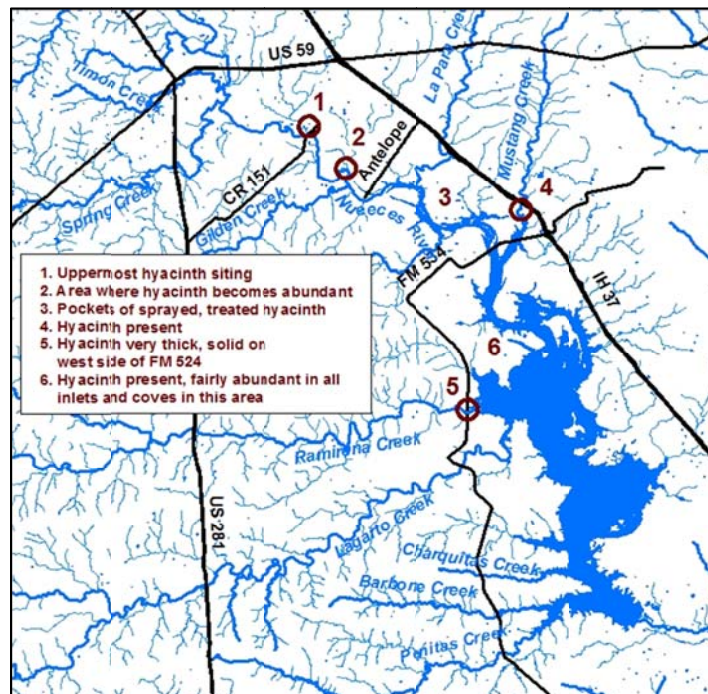 US 59
Timon Creek
La Para Creek
Mustang Creek
1
2
Antelope
CR 151
3
4
Spring Creek
Gilden Creek
Nueces River
FM 534
IH 37
1. Uppermost hyacinth siting
2. Area where hyacinth becomes abundant
3. Pockets of sprayed, treated hyacinth
4. Hyacinth present
5. Hyacinth very thick, solid on
west side of FM 524
6. Hyacinth present, fairly abundant in all
inlets and coves in this area
6
5
Ramirena Creek
US 281
Lagarto Creek
Charquitas Creek
Barbone Creek
Penitas Creek